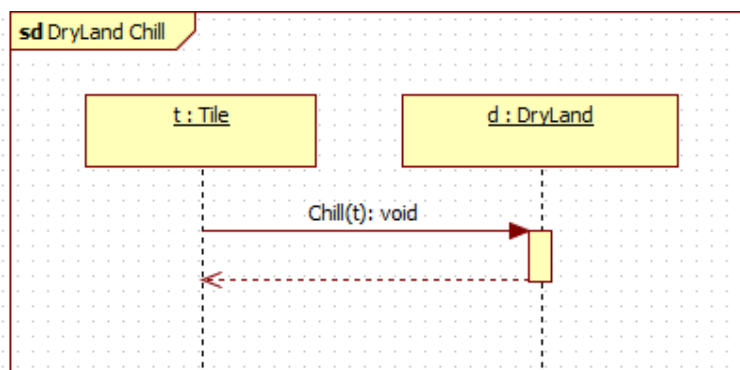 sd DryLand Chill
t : Tile
d : DryLand
Chill(t): void